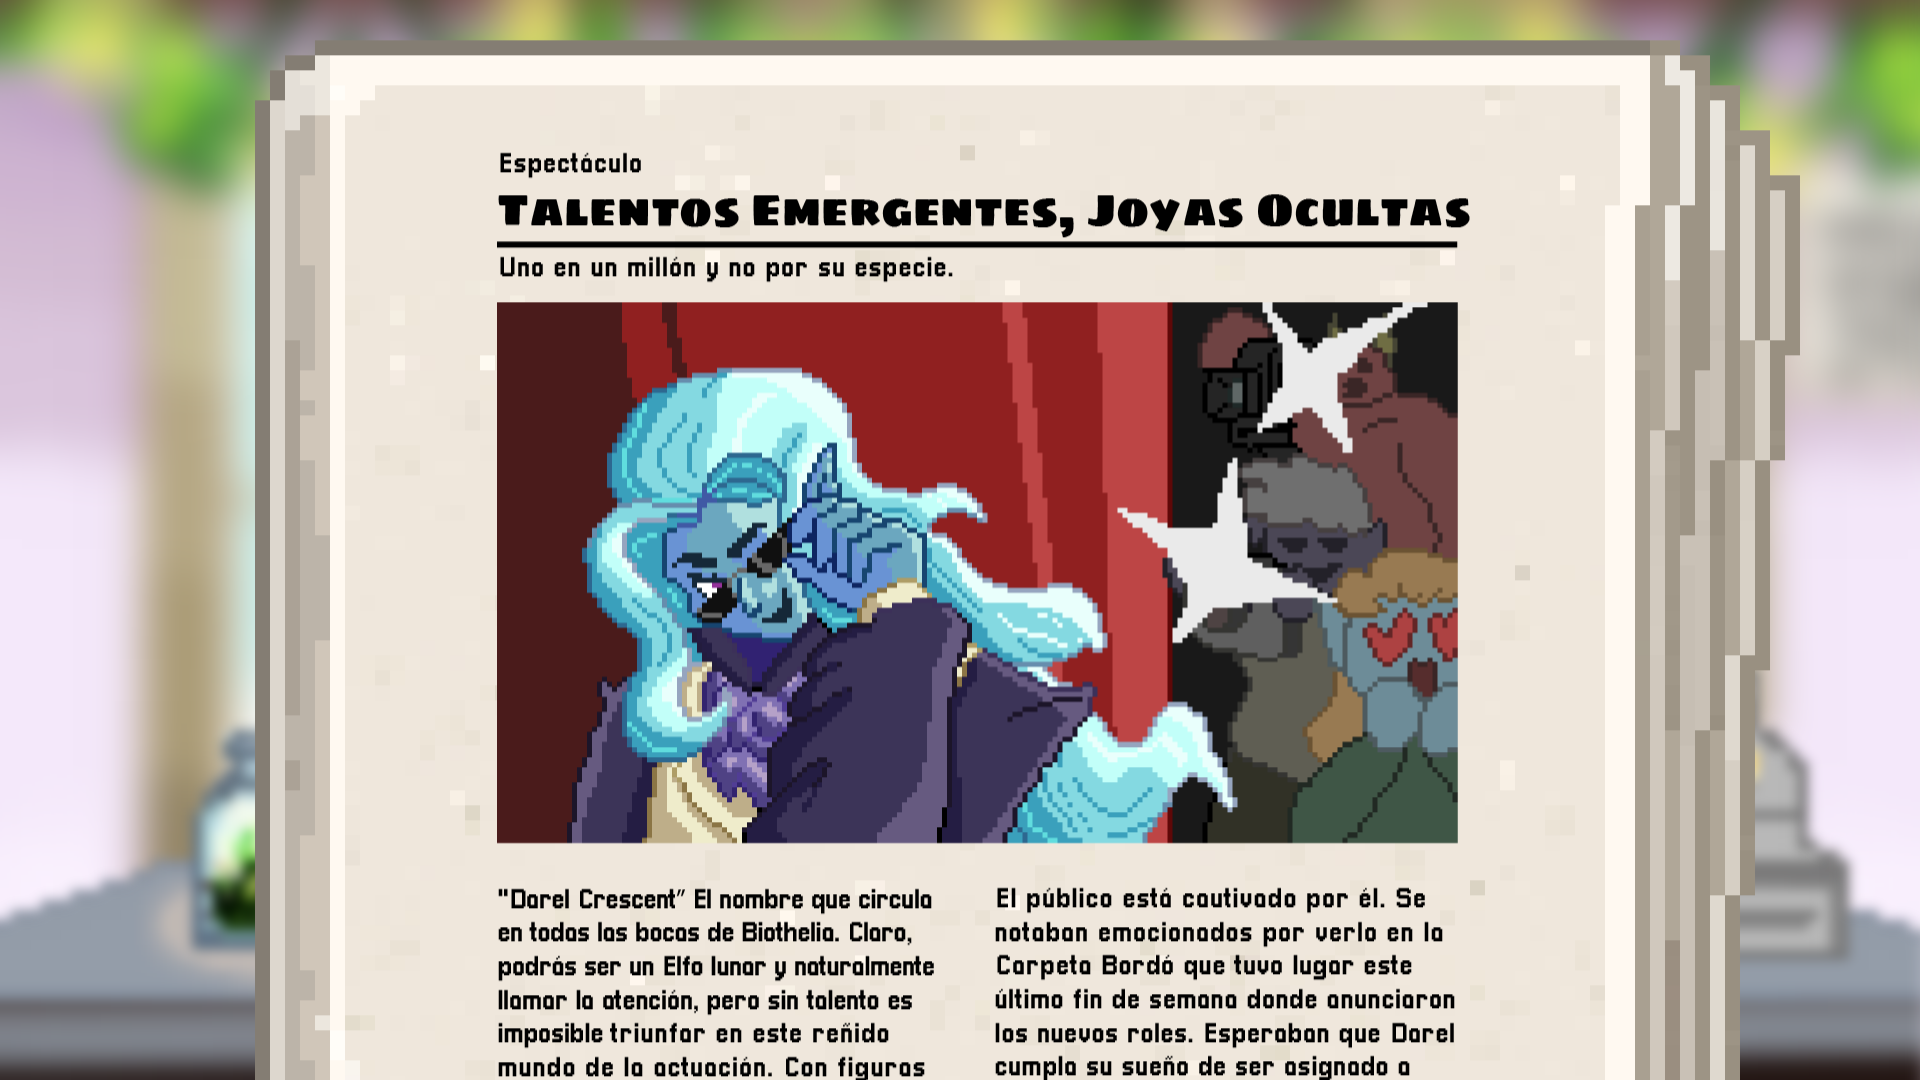 Espectáculo
Talentos Emergentes, Joyas Ocultas
Uno en un millón y no por su especie.
"Darel Crescent" El nombre que circula
en todas las bocas de Biothelia. Claro,
podrás ser un Elfo lunar y naturalmente
llamar la atención, pero sin talento es
imposible triunfar en este reñido
mundo de la actuación. Con figuras
El público está cautivado por él. Se
notaban emocionados por verlo en la
Carpeta Bordó que tuvo lugar este
último fin de semana donde anunciaron
los nuevos roles. Esperaban que Darel
cumpla su sueño de ser asignado a